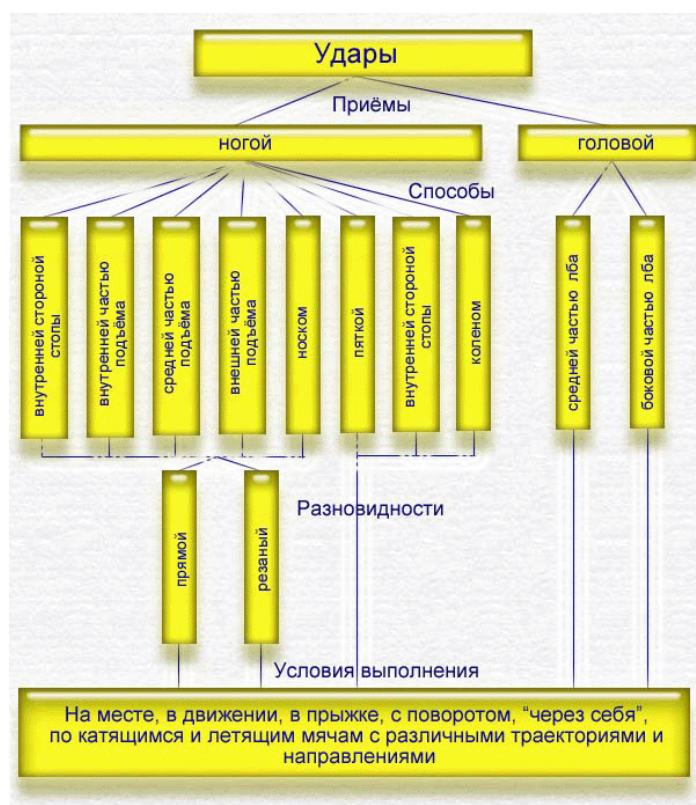 Удары
Приёмы
ногой
головой
Способы
внутренней стороной
стопы
внутренней частью
подъёма
средней частью
подъёма
внешней частью
подъёма
носком
пяткой
внутренней стороной
стопы
коленом
средней частью лба
боковой частью лба
Разновидности
прямой
резаный
Условия выполнения
На месте, в движении, в прыжке, с поворотом, “через себя”,
по катящимся и летящим мячам с различными траекториями и
направлениями